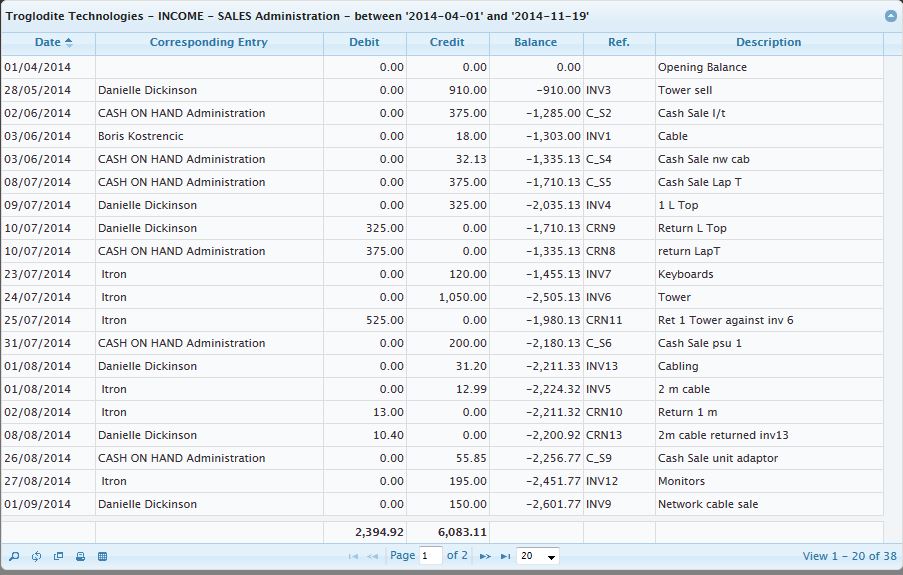 Troglodite Technologies - INCOME - SALES Administration - between '2014-04-01' and '2014-11-19'
Date Corresponding Entry Debit Credit Balance Ref. Description
01/04/2014 0.00 0.00 0.00 Opening Balance
28/05/2014 Danielle Dickinson 0.00 910.00 -910.00 INV3 Tower sell
02/06/2014 CASH ON HAND Administration 0.00 375.00 -1,285.00 C_S2 Cash Sale l/t
03/06/2014 Boris Kostrencic 0.00 18.00 -1,303.00 INV1 Cable
03/06/2014 CASH ON HAND Administration 0.00 32.13 -1,335.13 C_S4 Cash Sale nw cab
08/07/2014 CASH ON HAND Administration 0.00 375.00 -1,710.13 C_S5 Cash Sale Lap T
09/07/2014 Danielle Dickinson 0.00 325.00 -2,035.13 INV4 1 L Top
10/07/2014 Danielle Dickinson 325.00 0.00 -1,710.13 CRN9 Return L Top
10/07/2014 CASH ON HAND Administration 375.00 0.00 -1,335.13 CRN8 return LapT
23/07/2014 Itron 0.00 120.00 -1,455.13 INV7 Keyboards
24/07/2014 Itron 0.00 1,050.00 -2,505.13 INV6 Tower
25/07/2014 Itron 525.00 0.00 -1,980.13 CRN11 Ret 1 Tower against inv 6
31/07/2014 CASH ON HAND Administration 0.00 200.00 -2,180.13 C_S6 Cash Sale psu 1
01/08/2014 Danielle Dickinson 0.00 31.20 -2,211.33 INV13 Cabling
01/08/2014 Itron 0.00 12.99 -2,224.32 INV5 2 m cable
02/08/2014 Itron 13.00 0.00 -2,211.32 CRN10 Return 1 m
08/08/2014 Danielle Dickinson 10.40 0.00 -2,200.92 CRN13 2m cable returned inv13
26/08/2014 CASH ON HAND Administration 0.00 55.85 -2,256.77 C_S9 Cash Sale unit adaptor
27/08/2014 Itron 0.00 195.00 -2,451.77 INV12 Monitors
01/09/2014 Danielle Dickinson 0.00 150.00 -2,601.77 INV9 Network cable sale
2,394.92 6,083.11
Page 1 of 2 20 View 1 - 20 of 38